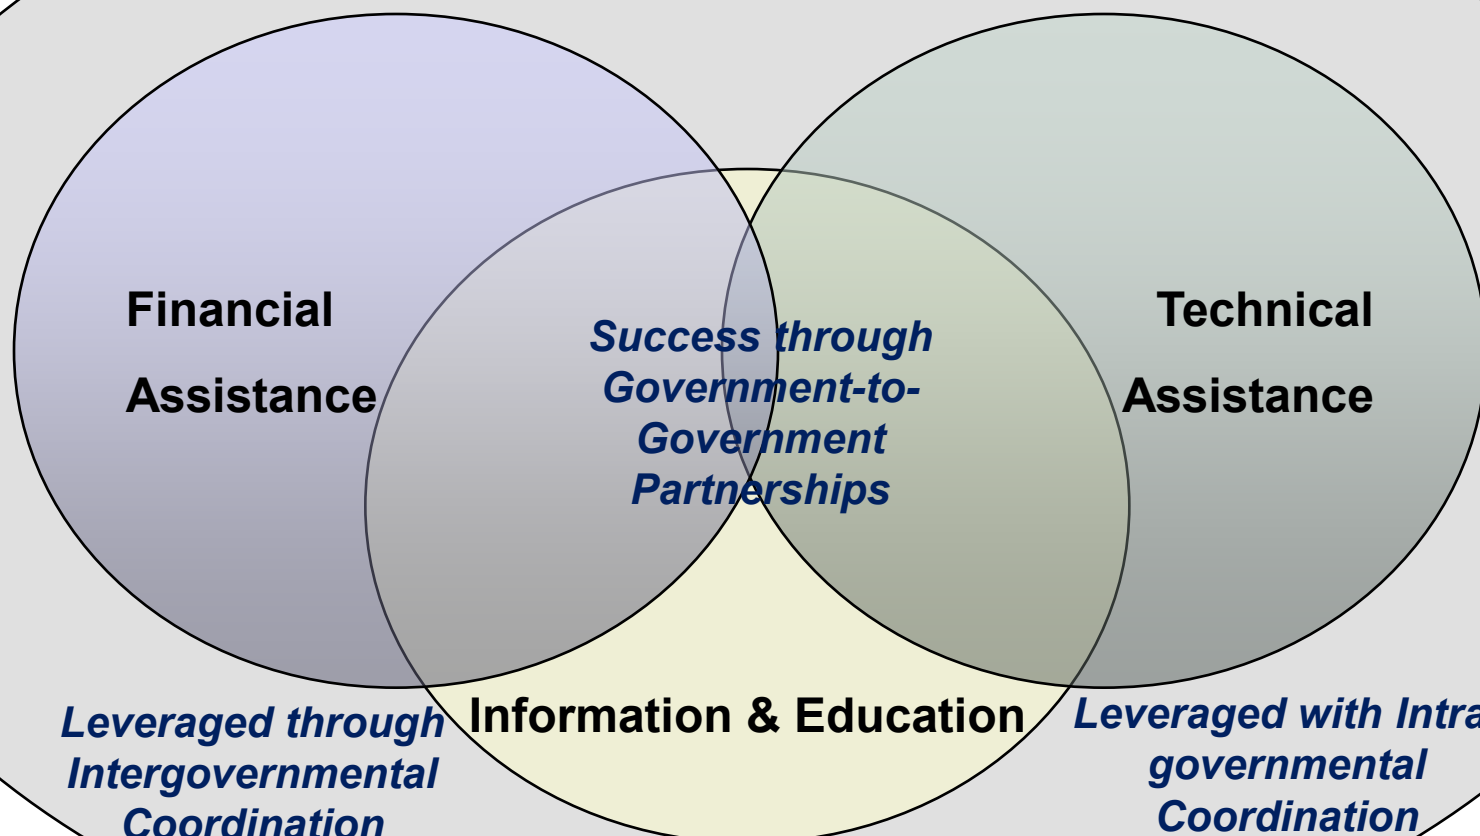 Financial
Assistance
Technical
Assistance
Success through
Government-to-
Government
Partnerships
Information & Education
Leveraged through
Intergovernmental
Coordination
Leveraged with Intra
governmental
Coordination